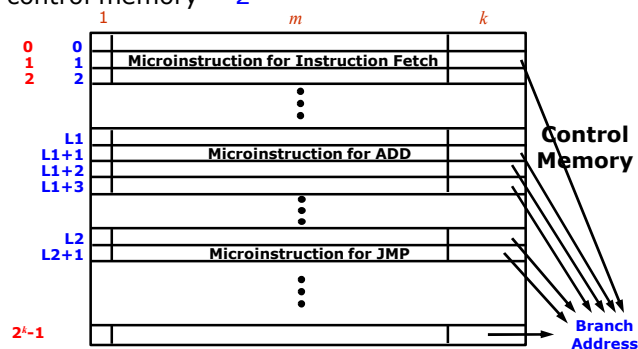 control memory 2
1 m k
0 0
1 1 Microinstruction for Instruction Fetch
2 2
L1
L1+1 Microinstruction for ADD
L1+2
L1+3
Control
Memory
L2
L2+1 Microinstruction for JMP
2ᵏ-1
Branch
Address